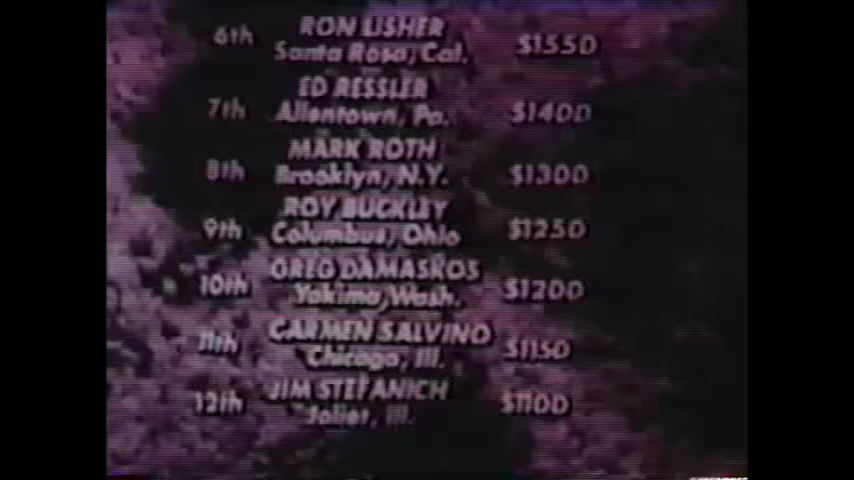 6th RON LISHER $1550
Santa Rosa, Cal.
7th ED RESSLER $1400
Allentown, Pa.
8th MARK ROTH $1300
Brooklyn, N.Y.
9th ROY BUCKLEY $1250
Columbus, Ohio
10th GREG DAMASKOS $1200
Yakima, Wash.
11th CARMEN SALVINO $1150
Chicago, Ill.
12th JIM STEFANICH $1100
Joliet, Ill.